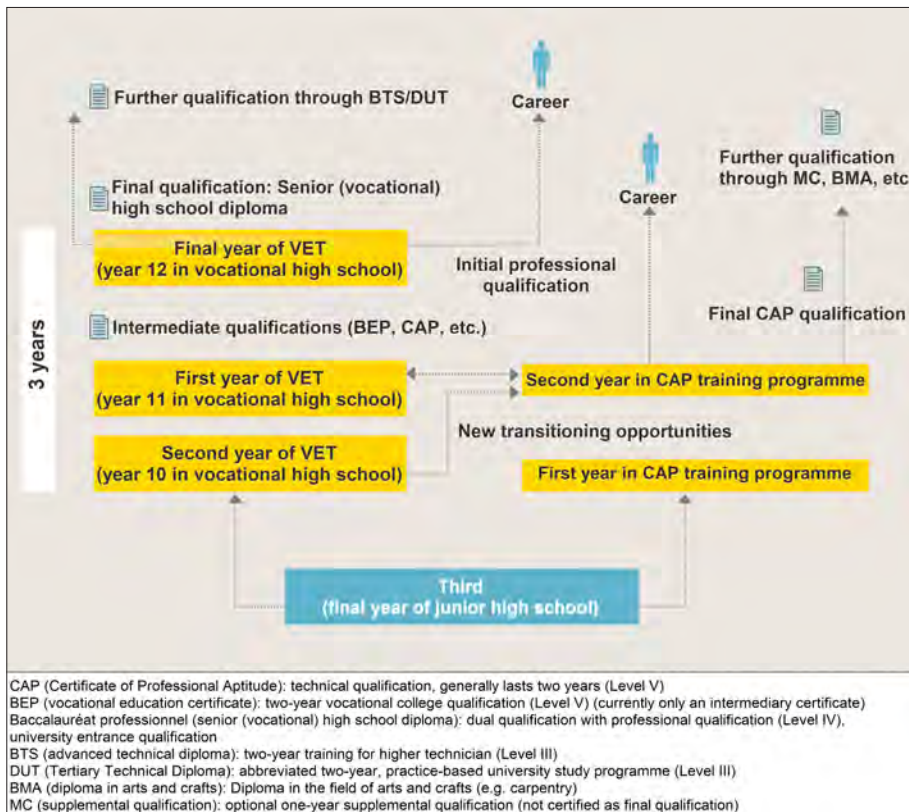 Further qualification through BTS/DUT
Career
Further qualification
through MC, BMA, etc
Final qualification: Senior (vocational)
high school diploma
Career
Final year of VET
(year 12 in vocational high school)
Initial professional
qualification
Final CAP qualification
Intermediate qualifications (BEP, CAP, etc.)
3 years
First year of VET
(year 11 in vocational high school)
Second year in CAP training programme
New transitioning opportunities
Second year of VET
(year 10 in vocational high school)
First year in CAP training programme
Third
(final year of junior high school)
CAP (Certificate of Professional Aptitude): technical qualification, generally lasts two years (Level V)
BEP (vocational education certificate): two-year vocational college qualification (Level V) (currently only an intermediate certificate)
Baccalauréat professionnel (senior (vocational) high school diploma): dual qualification with professional qualification (Level IV),
university entrance qualification
BTS (advanced technical diploma): two-year training for higher technician (Level III)
DUT (Tertiary Technical Diploma): abbreviated two-year, practice-based university study programme (Level III)
BMA (diploma in arts and crafts): Diploma in the field of arts and crafts (e.g. carpentry)
MC (supplemental qualification): optional one-year supplemental qualification (not certified as final qualification)